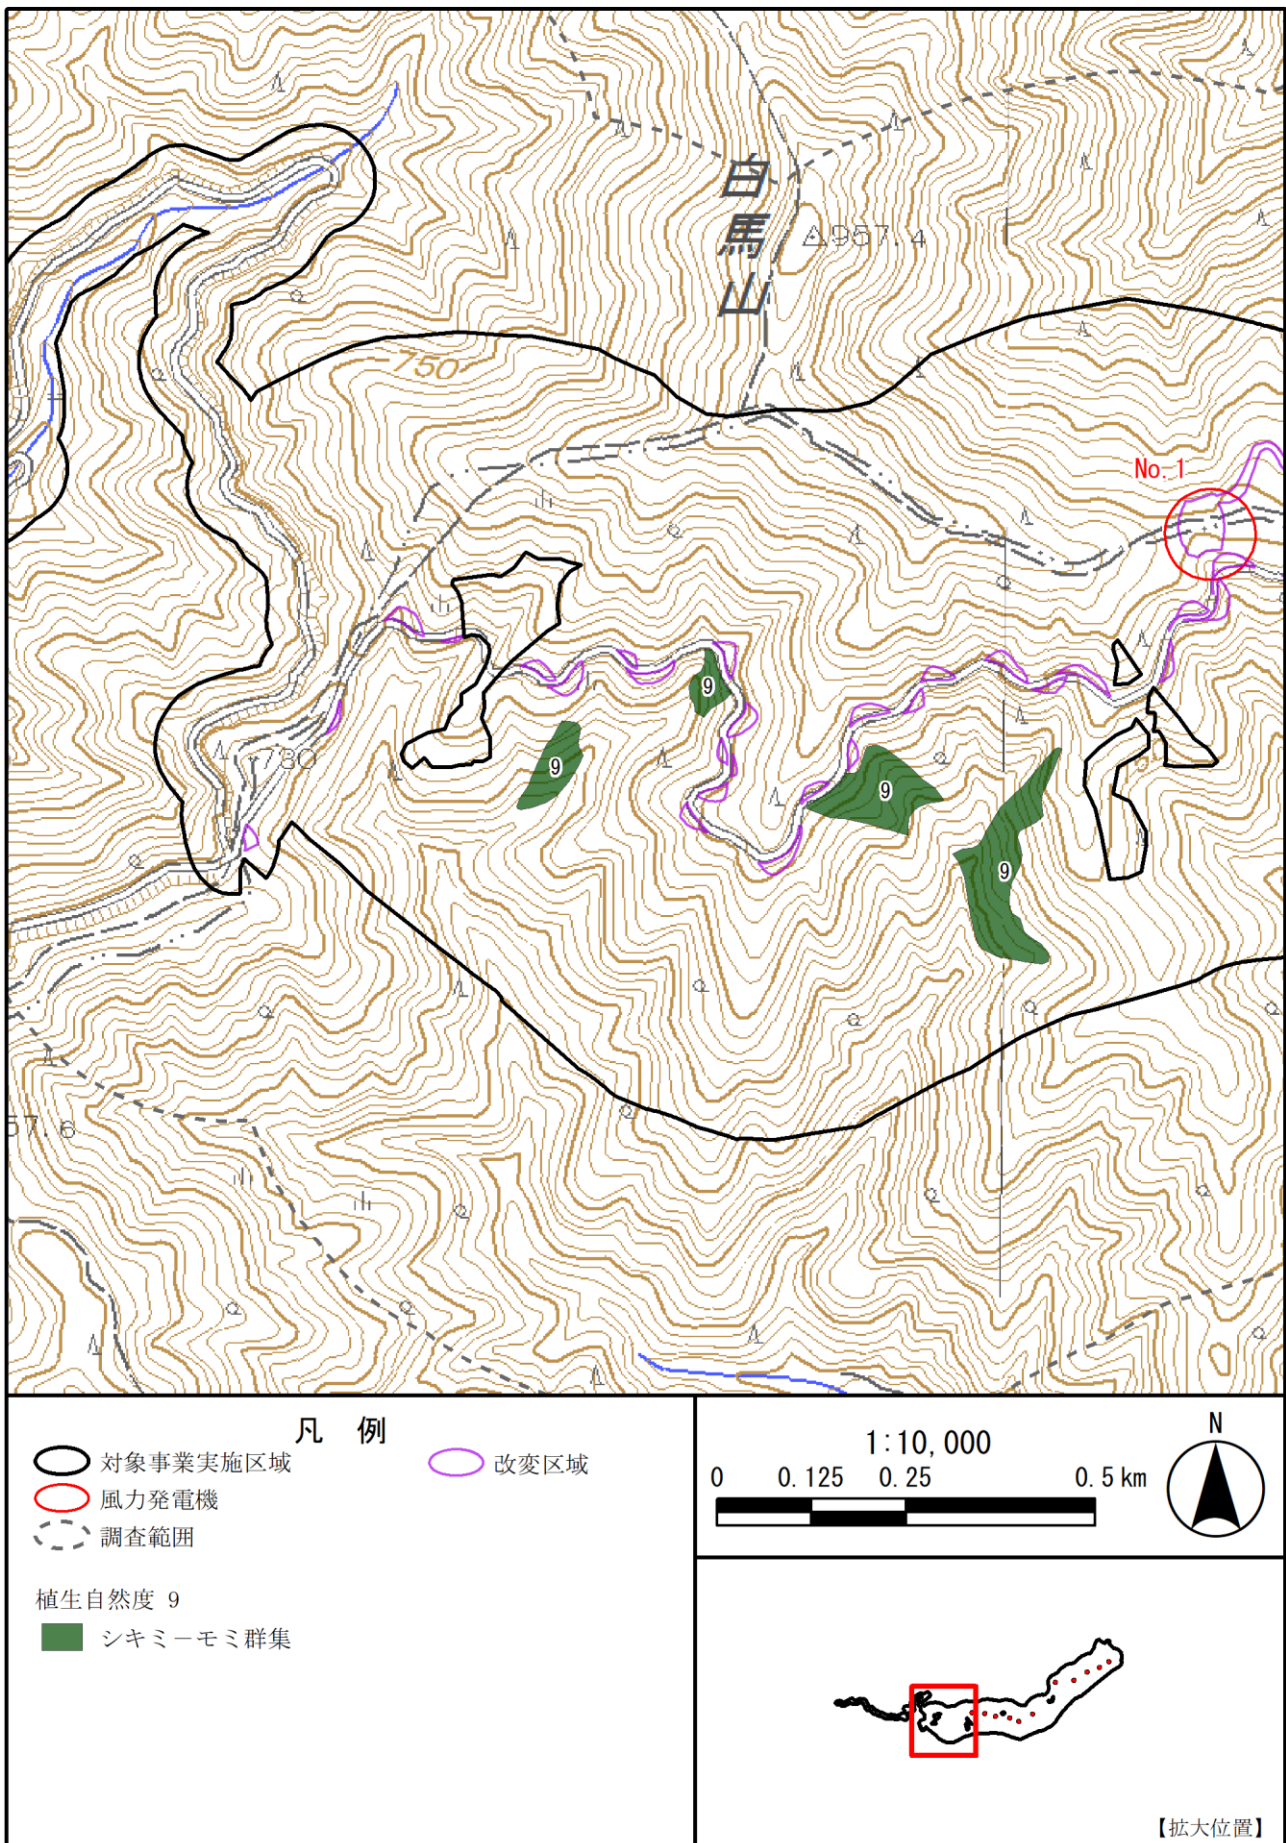 白馬山
957.4
750
No.1
9
780
9
9
9
57.6
凡 例
対象事業実施区域
改変区域
風力発電機
調査範囲
植生自然度 9
シキミ－モミ群集
1:10,000
0 0.125 0.25 0.5 km
N
【拡大位置】